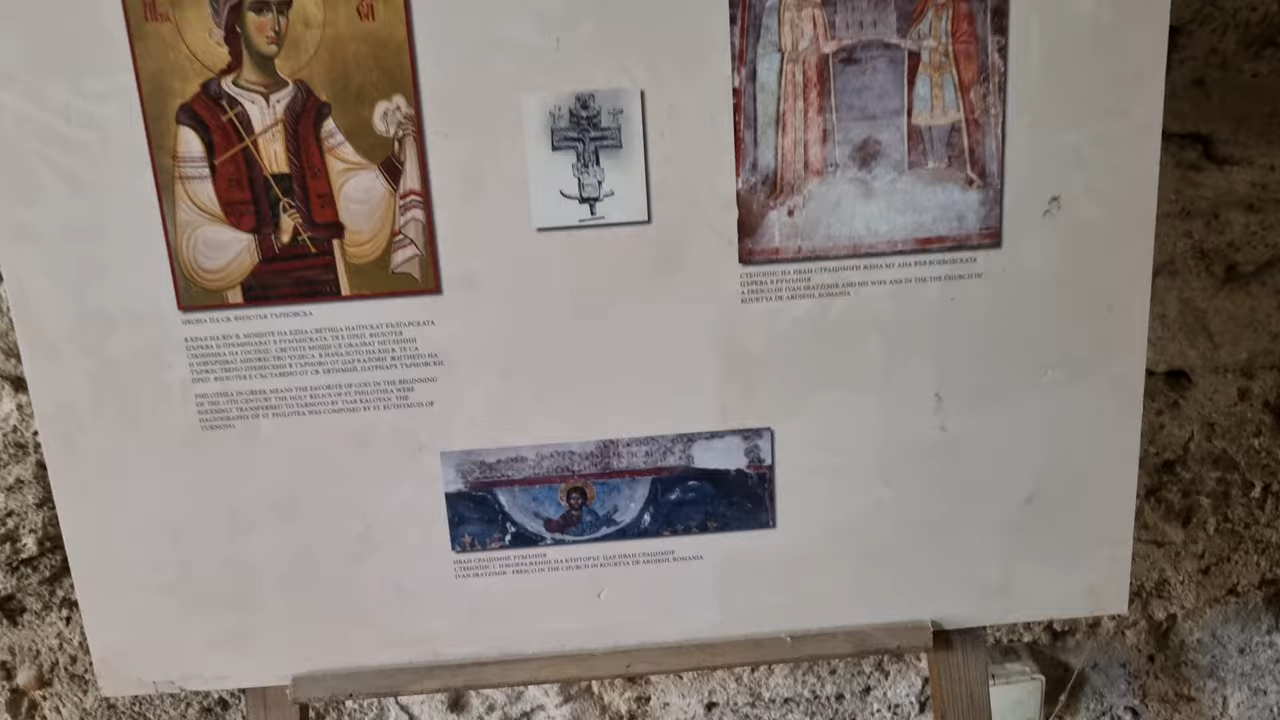 ИКОНА НА СВ. ФИЛОТЕЯ ТЪРНОВСКА
В КРАЯ НА XIV В. МОЩИТЕ НА ЕДНА СВЕТИЦА НАПУСКАТ БЪЛГАРСКАТА
ЦЪРКВА И ПРЕМИНАВАТ В РУМЪНСКАТА. ТЯ Е ПРЕП. ФИЛОТЕЯ
СВЕТИТЕ МОЩИ СЕ ОКАЗВАТ НЕТЛЕННИ
И ИЗВЪРШВАТ МНОЖЕСТВО ЧУДЕСА. В НАЧАЛОТО НА XIII В. ТЕ СА
ТЪРЖЕСТВЕНО ПРЕНЕСЕНИ В ТЪРНОВО ОТ ЦАР КАЛОЯН. ЖИТИЕТО НА
ПРЕП. ФИЛОТЕЯ Е СЪСТАВЕНО ОТ СВ. ЕВТИМИЙ, ПАТРИАРХ ТЪРНОВСКИ.
PHILOTHEA IN GREEK MEANS THE FAVORITE OF GOD. IN THE BEGINNING
OF THE 13TH CENTURY THE HOLY RELICS OF ST. PHILOTHEA WERE
SOLEMNLY TRANSFERRED TO TARNOVO BY TSAR KALOYAN. THE
HAGIOGRAPHY OF ST. PHILOTEA WAS COMPOSED BY ST. EUTHYMUIS OF
TURNOVO.
СТЕНОПИС НА ИВАН СТРАЦИМИР И ЖЕНА МУ АНА ВЪВ ВОЕВОДСКАТА
ЦЪРКВА В РУМЪНИЯ
A FRESCO OF IVAN SRATZIMIR AND HIS WIFE ANA IN THE THE CHURCH IN
KOURTYA DE ARDJESH, ROMANIA
ИВАН СРАЦИМИР, РУМЪНИЯ
СТЕНОПИС С ИЗОБРАЖЕНИЕ НА КТИТОРЪТ ЦАР ИВАН СРАЦИМИР
IVAN SRATZIMIR - FRESCO IN THE CHURCH IN KOURTYA DE ARDJESH, ROMANIA